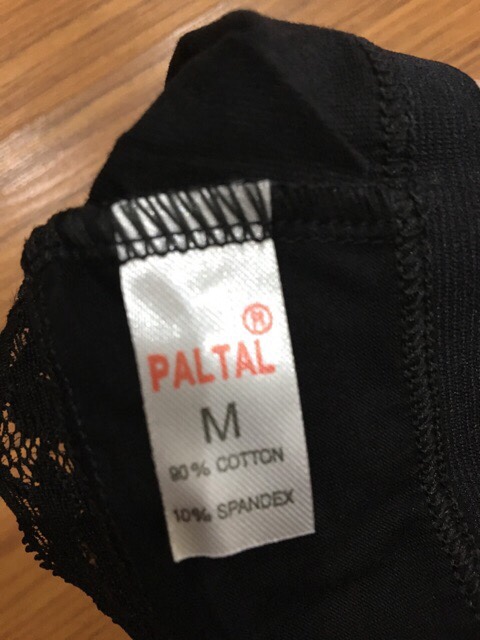 ®
PALTAL
M
90% COTTON
10% SPANDEX